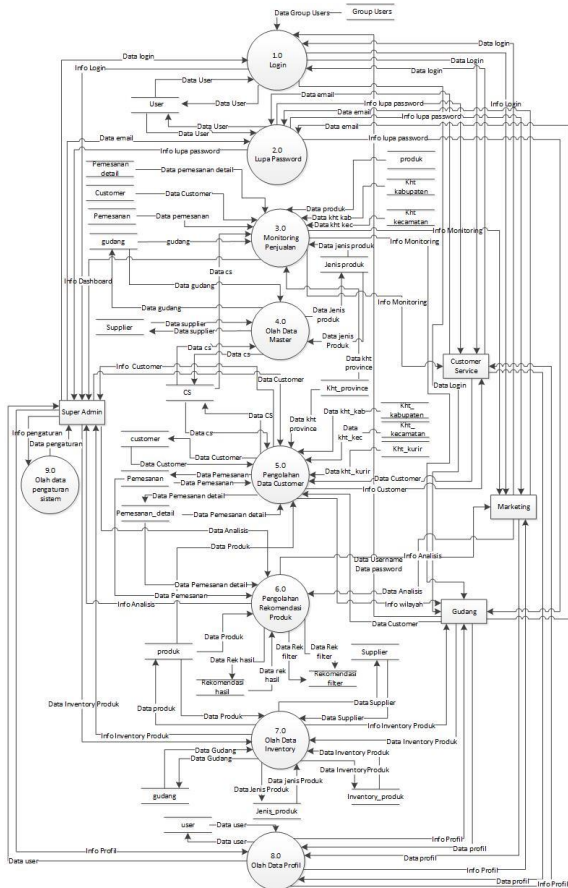 Data Group Users
Group Users
Data login
Info Login
1.0
Login
Data login
Data Login
Data login
Data User
User
Data User
Data User
Data User
Data email
Info Login
Info lupa password
Data email
Data email
Info lupa password
2.0
Lupa Password
Info lupa password
Pemesanan
detail
Data pemesanan detail
produk
Customer
Data Customer
Data produk
Kht
kabupaten
Pemesanan
Data pemesanan
Data kht kab
Data kht kec
Kht
kecamatan
3.0
Monitoring
Penjualan
Info Monitoring
Info Monitoring
gudang
gudang
Data jenis produk
Jenis produk
Info Dashboard
Data cs
Data gudang
Info Monitoring
Data Jenis
produk
Supplier
Data supplier
Data supplier
4.0
Olah Data
Master
Data jenis
Produk
Data cs
Data cs
Info Customer
Data Customer
Data kht
province
Customer
Service
Data Login
CS
Kht_province
Super Admin
Data CS
Data kht
province
Data kht_kab
Kht_
kabupaten
Info pengaturan
Data pengaturan
Data cs
Data
kht_kec
Kht_
kecamatan
customer
Data Customer
Data Customer
Kht_kurir
9.0
Olah data
pergaturan
sistem
5.0
Pengolahan
Data Customer
Data kht_kurir
Pemesanan
Data Pemesanan
Data Pemesanan
Data Customer
Info Customer
Data Pemesanan detail
Pemesanan_detail
Data Pemesanan detail
Marketing
Data Analisis
Data Produk
Info Analisis
Data Username
Data password
Data Pemesanan detail
Data Pemesanan
Info Analisis
6.0
Pengolahan
Rekomendasi
Produk
Data Analisis
Info wilayah
Gudang
Data Customer
Data Produk
Data Produk
produk
Data Rek
hasil
Data rek
hasil
Data Rek
filter
Data Rek
filter
Supplier
Rekomendasi
hasil
Rekomendasi
filter
Data Inventory Produk
Data produk
Data Produk
Data Supplier
Data Supplier
Info Inventory Produk
7.0
Olah Data
Inventory
Info Inventory Produk
Data Inventory Produk
Data Gudang
Data Gudang
Data Inventory Produk
Data jenis Produk
Data Jenis Produk
Data Inventory Produk
gudang
Jenis_produk
Inventory_produk
user
Data user
Data user
Info Profil
Data user
8.0
Olah Data Profil
Info Profil
Data profil
Data Profil
Info Profil
Data profil
Info Profil